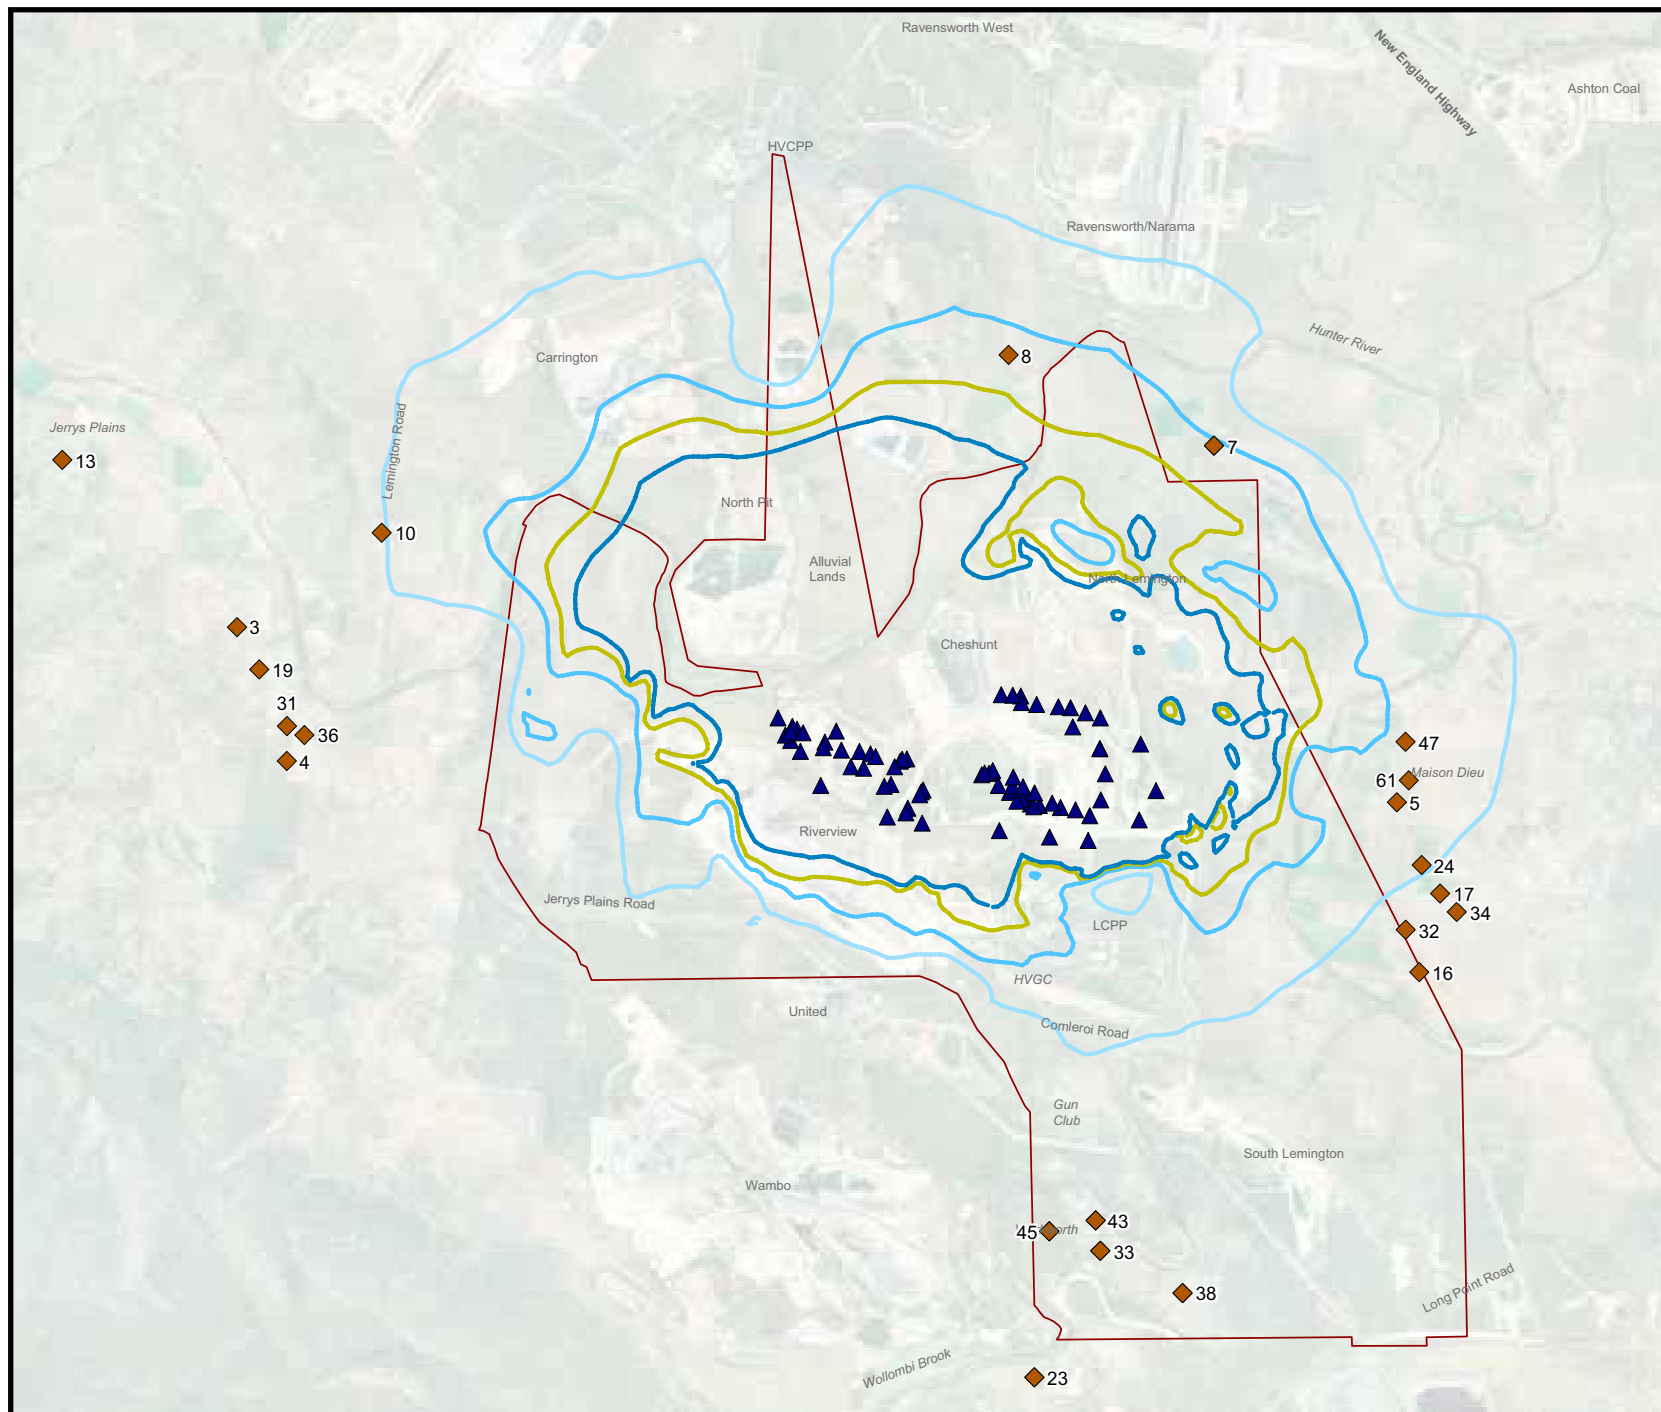 Ravensworth West
New England Highway
Ashton Coal
HVCPP
Ravensworth/Narama
Hunter River
Carrington
8
Jerrys Plains
Lemington Road
7
13
North Pit
10
Alluvial
Lands
North Lemington
3
Cheshunt
19
31
36
4
47
Maison Dieu
61
5
Riverview
24
Jerrys Plains Road
17
34
LCPP
32
16
HVGC
United
Comleroi Road
Gun
Club
South Lemington
Wambo
43
45
33
38
Long Point Road
Wollombi Brook
23